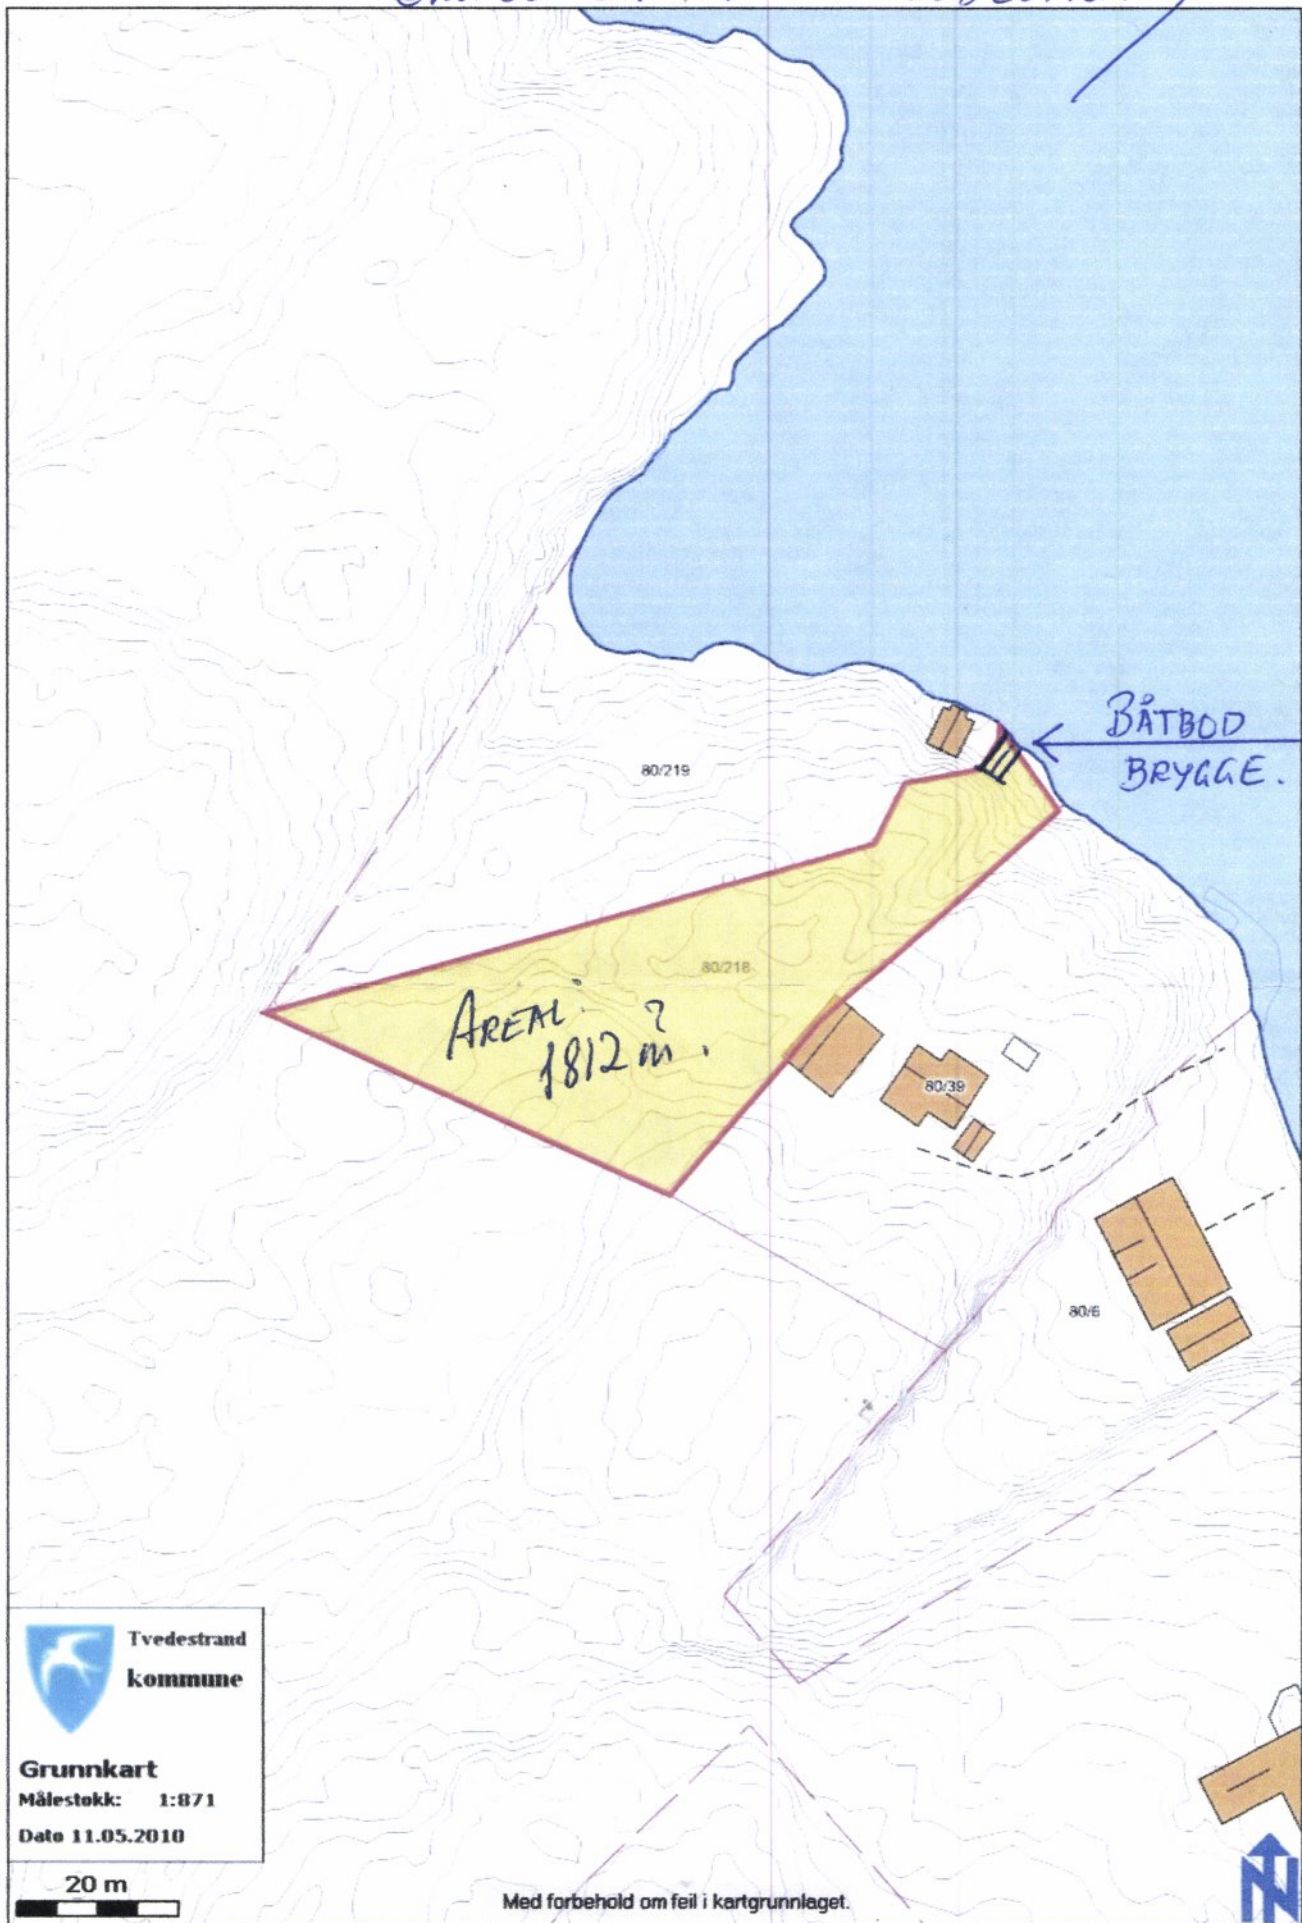 BÅTBOD
BRYGGE.
80/219
80/218
AREAL:
1812 m².
80/39
80/6
Tvedestrand
kommune
Grunnkart
Målestokk: 1:871
Dato 11.05.2010
20 m
Med forbehold om feil i kartgrunnlaget.
N